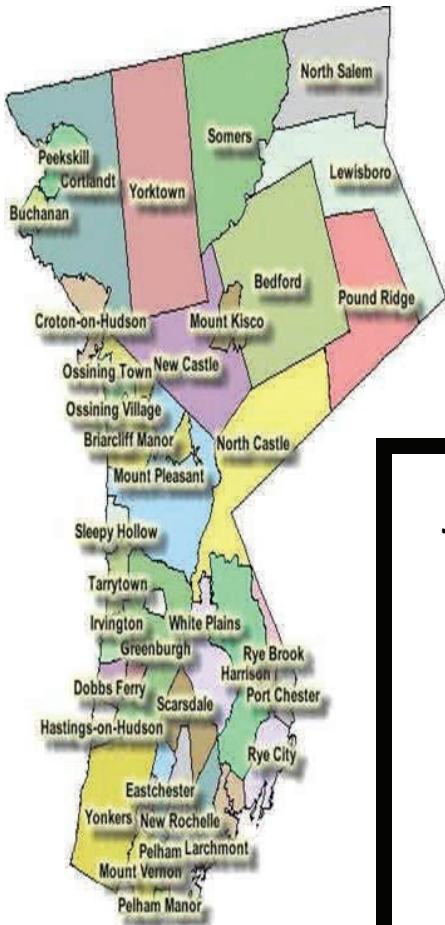 North Salem
Somers
Peekskill
Cortlandt
Yorktown
Lewisboro
Buchanan
Bedford
Pound Ridge
Croton-on-Hudson
Mount Kisco
New Castle
Ossining Town
Ossining Village
Briarcliff Manor
North Castle
Mount Pleasant
Sleepy Hollow
Tarrytown
Irvington
White Plains
Greenburgh
Rye Brook
Harrison
Dobbs Ferry
Port Chester
Scarsdale
Hastings-on-Hudson
Rye City
Eastchester
Yonkers
New Rochelle
Pelham
Larchmont
Mount Vernon
Pelham Manor